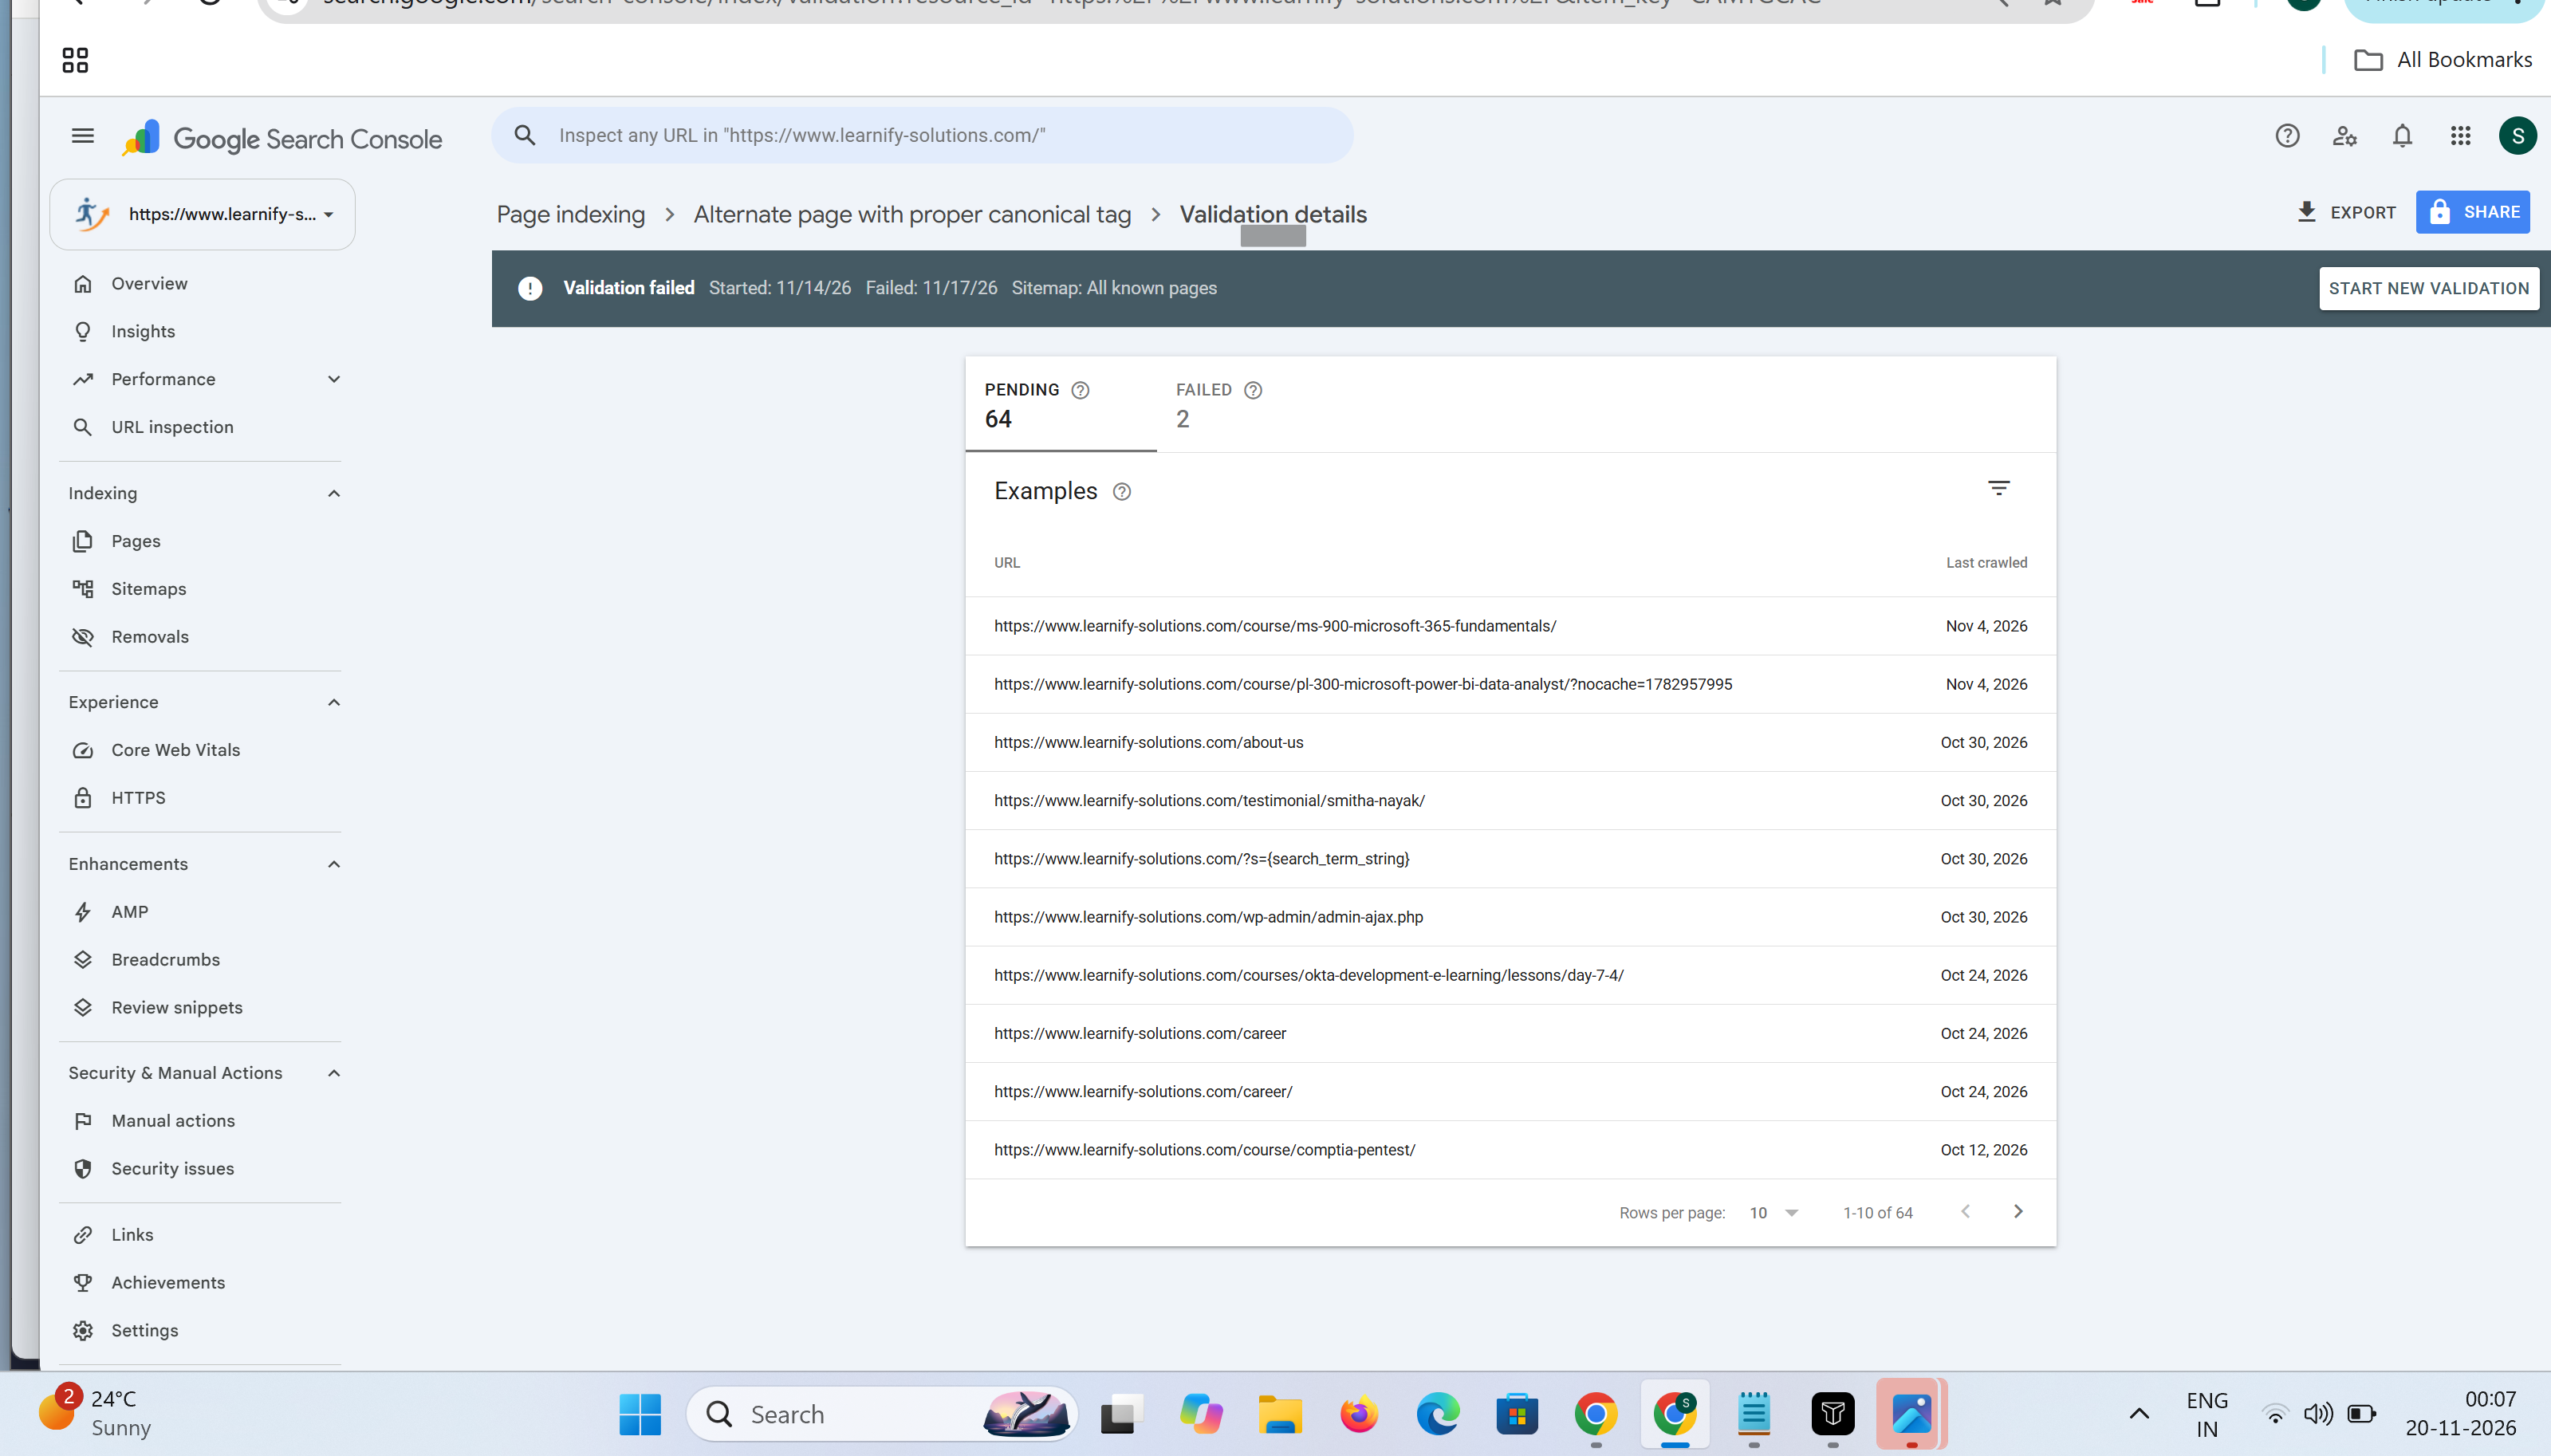 All Bookmarks
Google Search Console
Inspect any URL in "https://www.learnify-solutions.com/"
S
https://www.learnify-s...
Page indexing > Alternate page with proper canonical tag > Validation details
EXPORT
SHARE
Validation failed Started: 11/14/26 Failed: 11/17/26 Sitemap: All known pages
START NEW VALIDATION
Overview
Insights
Performance
URL inspection
Indexing
Pages
Sitemaps
Removals
Experience
Core Web Vitals
HTTPS
Enhancements
AMP
Breadcrumbs
Review snippets
Security & Manual Actions
Manual actions
Security issues
Links
Achievements
Settings
PENDING
64
FAILED
2
Examples
URL Last crawled
https://www.learnify-solutions.com/course/ms-900-microsoft-365-fundamentals/ Nov 4, 2026
https://www.learnify-solutions.com/course/pl-300-microsoft-power-bi-data-analyst/?nocache=1782957995 Nov 4, 2026
https://www.learnify-solutions.com/about-us Oct 30, 2026
https://www.learnify-solutions.com/testimonial/smitha-nayak/ Oct 30, 2026
https://www.learnify-solutions.com/?s={search_term_string} Oct 30, 2026
https://www.learnify-solutions.com/wp-admin/admin-ajax.php Oct 30, 2026
https://www.learnify-solutions.com/courses/okta-development-e-learning/lessons/day-7-4/ Oct 24, 2026
https://www.learnify-solutions.com/career Oct 24, 2026
https://www.learnify-solutions.com/career/ Oct 24, 2026
https://www.learnify-solutions.com/course/comptia-pentest/ Oct 12, 2026
Rows per page: 10 1-10 of 64
2
24°C
Sunny
Search
S
ENG
IN
00:07
20-11-2026